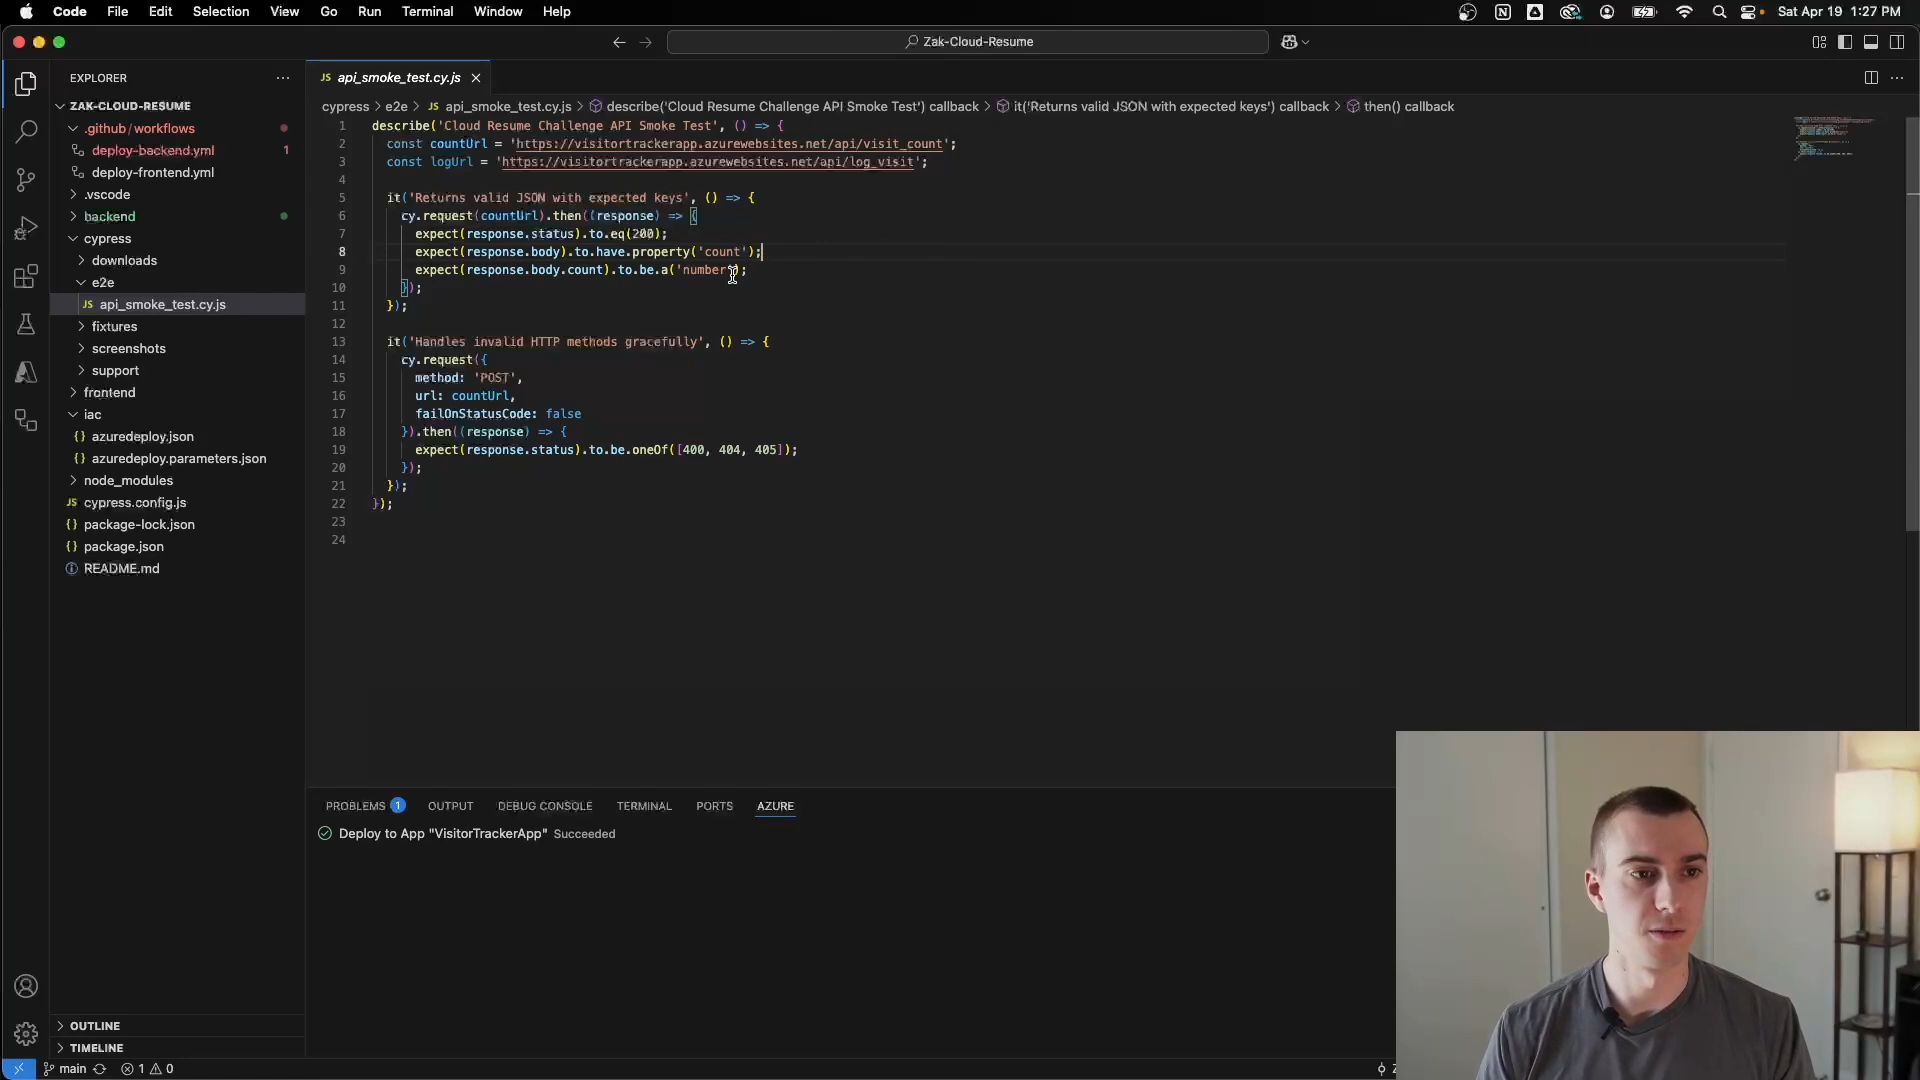 Code File Edit Selection View Go Run Terminal Window Help Sat Apr 19 1:27 PM
Zak-Cloud-Resume
EXPLORER
ZAK-CLOUD-RESUME
.github/workflows
deploy-backend.yml 1
deploy-frontend.yml
.vscode
backend
cypress
downloads
e2e
JS api_smoke_test.cy.js
fixtures
screenshots
support
frontend
iac
{} azuredeploy.json
{} azuredeploy.parameters.json
node_modules
JS cypress.config.js
{} package-lock.json
{} package.json
README.md
OUTLINE
TIMELINE
JS api_smoke_test.cy.js
cypress > e2e > JS api_smoke_test.cy.js > describe('Cloud Resume Challenge API Smoke Test') callback > it('Returns valid JSON with expected keys') callback > then() callback
1 describe('Cloud Resume Challenge API Smoke Test', () => {
2 const countUrl = 'https://visitortrackerapp.azurewebsites.net/api/visit_count';
3 const logUrl = 'https://visitortrackerapp.azurewebsites.net/api/log_visit';
4
5 it('Returns valid JSON with expected keys', () => {
6 cy.request(countUrl).then((response) => {
7 expect(response.status).to.eq(200);
8 expect(response.body).to.have.property('count');
9 expect(response.body.count).to.be.a('number');
10 });
11 });
12
13 it('Handles invalid HTTP methods gracefully', () => {
14 cy.request({
15 method: 'POST',
16 url: countUrl,
17 failOnStatusCode: false
18 }).then((response) => {
19 expect(response.status).to.be.oneOf([400, 404, 405]);
20 });
21 });
22 });
23
24
PROBLEMS 1 OUTPUT DEBUG CONSOLE TERMINAL PORTS AZURE
Deploy to App "VisitorTrackerApp" Succeeded
main 1 0